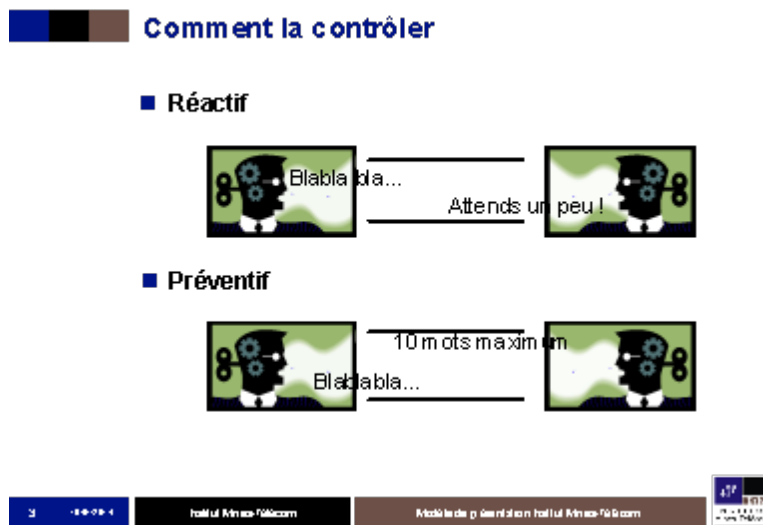 Comment la contrôler
Réactif
Blablabla...
Attends un peu !
Préventif
10 mots maximum
Blablabla...
3
Institut Mines-Télécom
Modèle de présentation Institut Mines-Télécom